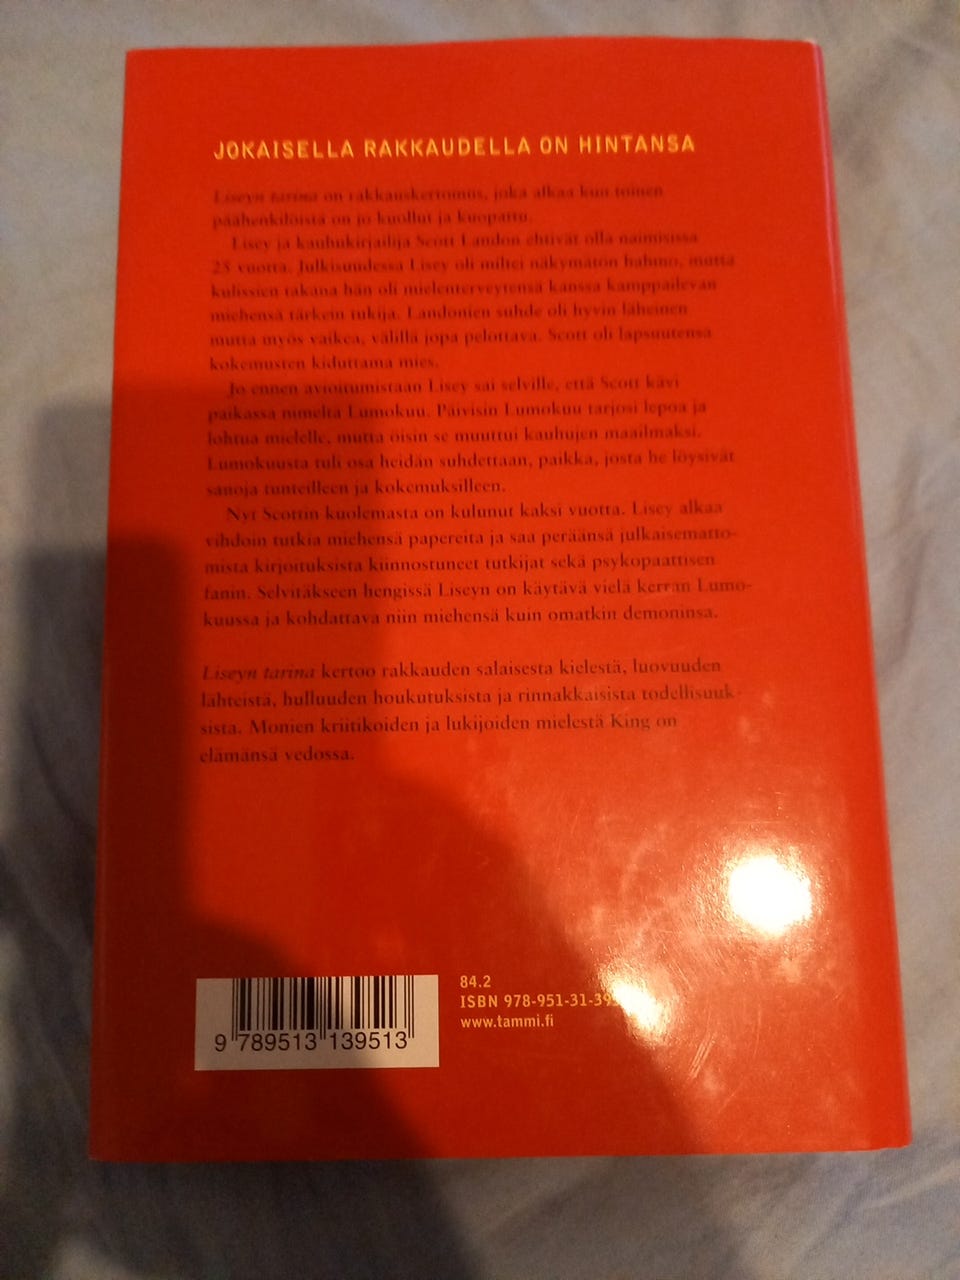 JOKAISELLA RAKKAUDELLA ON HINTANSA
Liseyn tarina on rakkauskertomus, joka alkaa kun toinen
päähenkilöistä on jo kuollut ja kuopattu.
Lisey ja kauhukirjailija Scott Landon ehtivät olla naimisissa
25 vuotta. Julkisuudessa Lisey oli miltei näkymätön hahmo, mutta
kulissien takana hän oli mielenterveytensä kanssa kamppailevan
miehensä tärkein tukija. Landonien suhde oli hyvin läheinen
mutta myös vaikea, välillä jopa pelottava. Scott oli lapsuutensa
kokemusten kiduttama mies.
Jo ennen avioitumistaan Lisey sai selville, että Scott kävi
paikassa nimeltä Lumokuu. Päivisin Lumokuu tarjosi lepoa ja
lohtua mielelle, mutta öisin se muuttui kauhujen maailmaksi.
Lumokuusta tuli osa heidän suhdettaan, paikka, josta he löysivät
sanoja tunteilleen ja kokemuksilleen.
Nyt Scottin kuolemasta on kulunut kaksi vuotta. Lisey alkaa
vihdoin tutkia miehensä papereita ja saa peräänsä julkaisematto-
mista kirjoituksista kiinnostuneet tutkijat sekä psykopaattisen
fanin. Selvitäkseen hengissä Liseyn on käytävä vielä kerran Lumo-
kuussa ja kohdattava niin miehensä kuin omatkin demoninsa.
Liseyn tarina kertoo rakkauden salaisesta kielestä, luovuuden
lähteistä, hulluuden houkutuksista ja rinnakkaisista todellisuuk-
sista. Monien kriitikoiden ja lukijoiden mielestä King on
elämänsä vedossa.
84.2
ISBN 978-951-31-39
www.tammi.fi
9 789513 139513